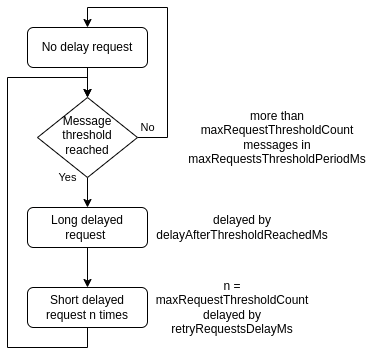 No delay request
Message
threshold
reached
No
more than
maxRequestThresholdCount
messages in
maxRequestsThresholdPeriodMs
Yes
Long delayed
request
delayed by
delayAfterThresholdReachedMs
Short delayed
request n times
n =
maxRequestThresholdCount
delayed by
retryRequestsDelayMs